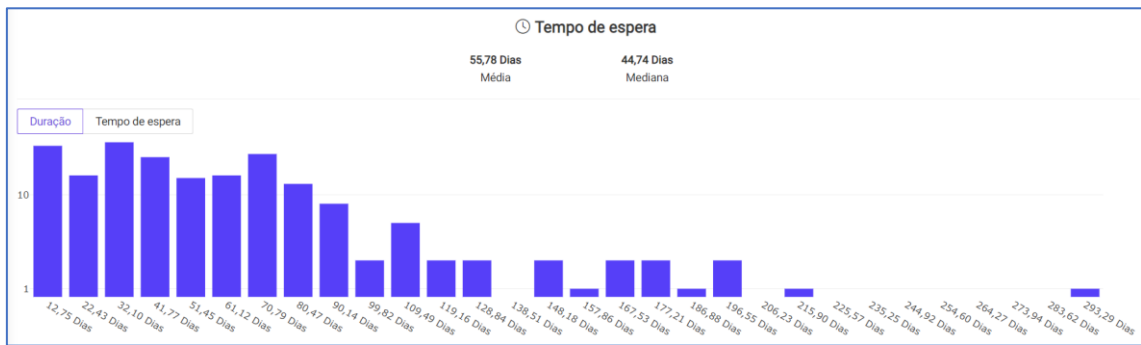 Tempo de espera
55,78 Dias 44,74 Dias
Média Mediana
Duração Tempo de espera
10
1
12,75 Dias
22,43 Dias
32,10 Dias
41,77 Dias
51,45 Dias
61,12 Dias
70,79 Dias
80,47 Dias
90,14 Dias
99,82 Dias
109,49 Dias
119,16 Dias
128,84 Dias
138,51 Dias
148,18 Dias
157,86 Dias
167,53 Dias
177,21 Dias
186,88 Dias
196,55 Dias
206,23 Dias
215,90 Dias
225,57 Dias
235,25 Dias
244,92 Dias
254,60 Dias
264,27 Dias
273,94 Dias
283,62 Dias
293,29 Dias